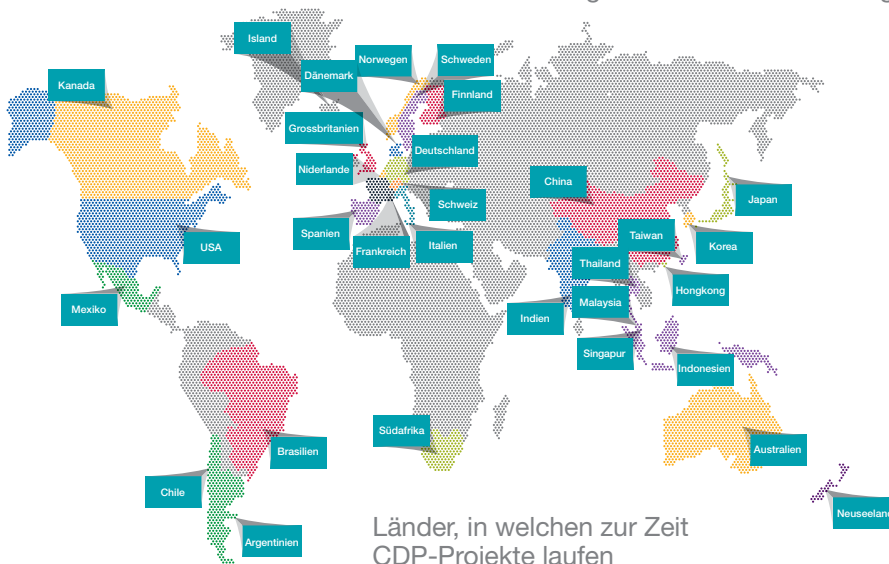 Island
Norwegen
Schweden
Dänemark
Kanada
Finnland
Grossbritanien
Deutschland
Niderlande
China
Schweiz
Japan
Spanien
Frankreich
Italien
USA
Taiwan
Korea
Thailand
Hongkong
Mexiko
Malaysia
Indien
Singapur
Indonesien
Südafrika
Brasilien
Australien
Chile
Neuseeland
Argentinien
Länder, in welchen zur Zeit
CDP-Projekte laufen